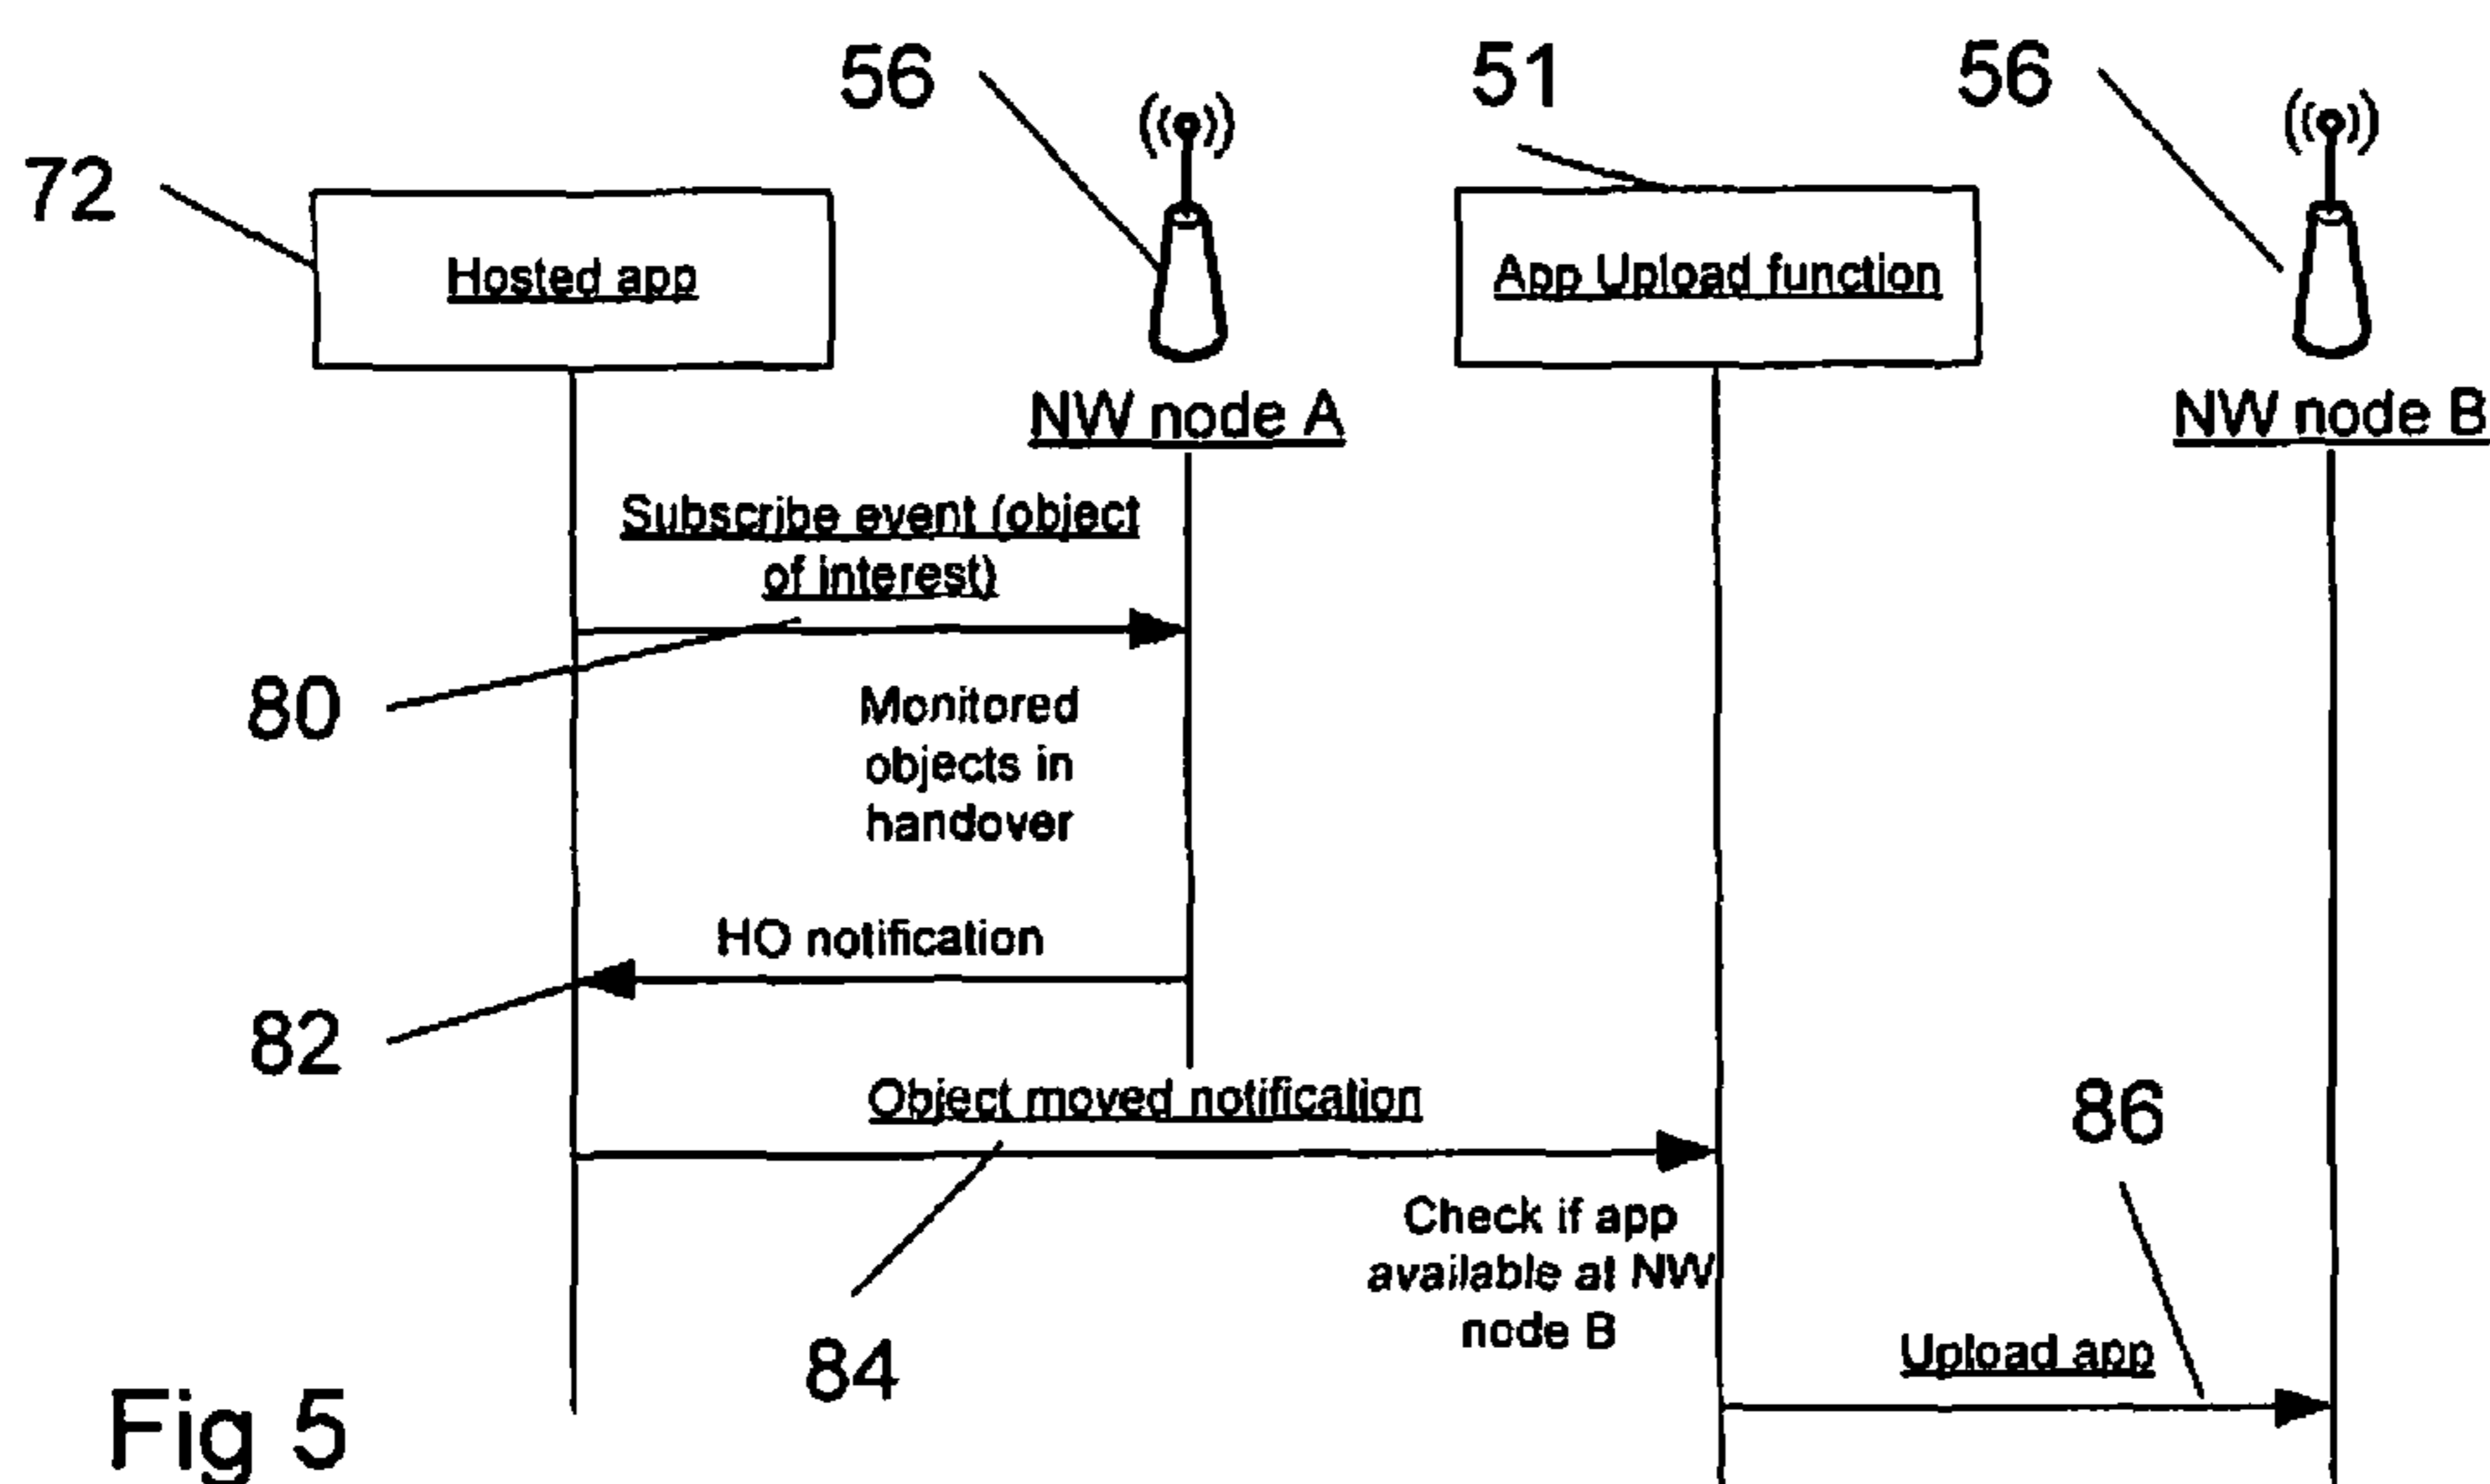 56
51
56
72
Hosted app
App Upload function
NW node A
NW node B
Subscribe event (object
of interest)
80
Monitored
objects in
handover
HO notification
82
Object moved notification
86
Check if app
available at NW
node B
84
Upload app
Fig 5